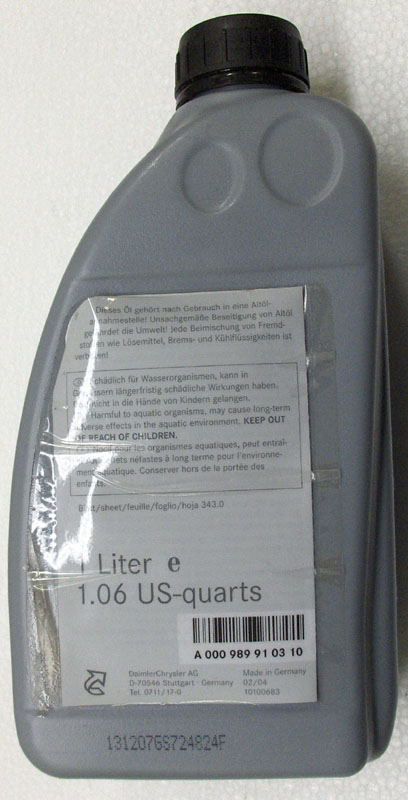 Dieses Öl gehört nach Gebrauch in eine Altöl-
annahmestelle! Unsachgemäße Beseitigung von Altöl
gefährdet die Umwelt! Jede Beimischung von Fremd-
stoffen wie Lösemittel, Brems- und Kühlflüssigkeiten ist
verboten!
Schädlich für Wasserorganismen, kann in
Gewässern längerfristig schädliche Wirkungen haben.
nicht in die Hände von Kindern gelangen.
Harmful to aquatic organisms, may cause long-term
adverse effects in the aquatic environment. KEEP OUT
OF REACH OF CHILDREN.
Nocif pour les organismes aquatiques, peut entraî-
effets néfastes à long terme pour l'environne-
ment aquatique. Conserver hors de la portée des
enfants.
Blatt/sheet/feuille/foglio/hoja 343.0
1 Liter e
1.06 US-quarts
A 000 989 91 03 10
DaimlerChrysler AG
D-70546 Stuttgart · Germany
Tel. 0711/17-0
Made in Germany
02/04
10100683
131207GS724824F